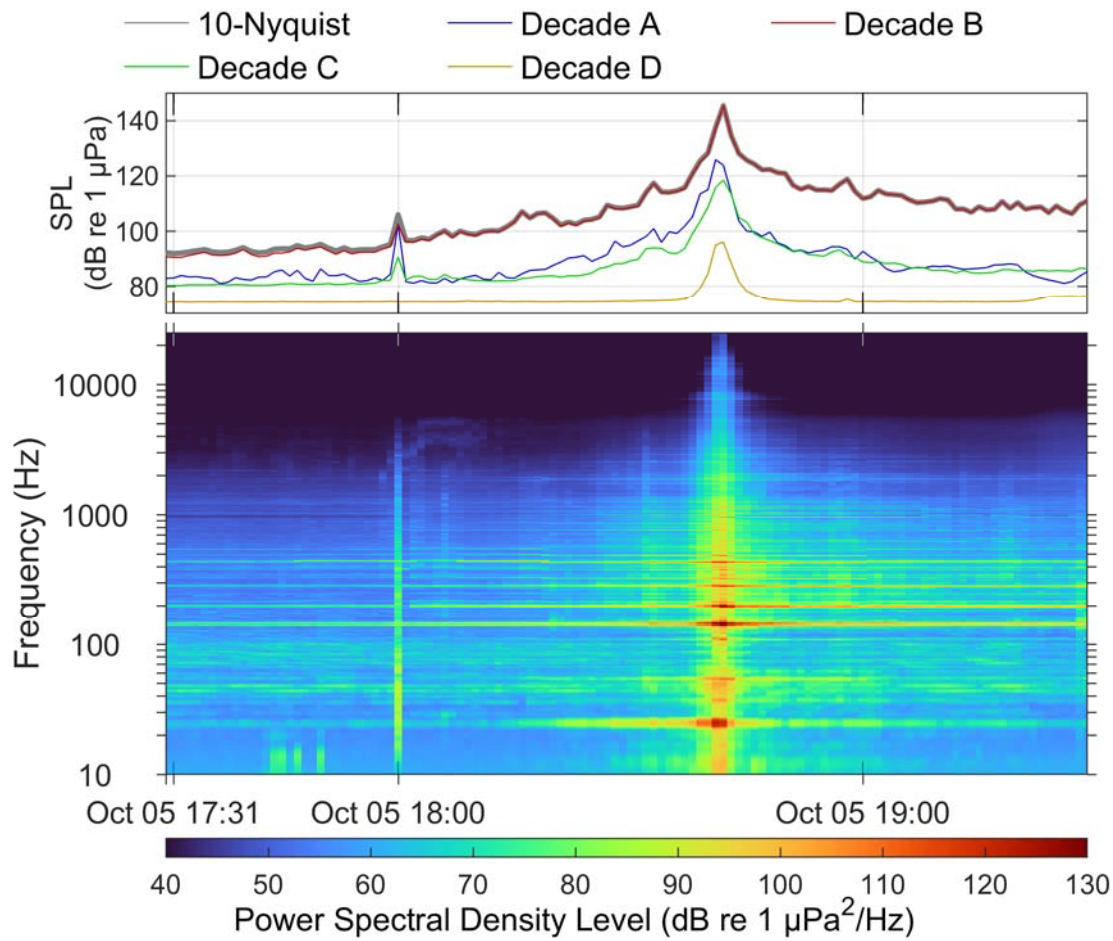 10-Nyquist Decade A Decade B
Decade C Decade D
140
120
100
80
SPL
(dB re 1 µPa)
10000
1000
100
10
Frequency (Hz)
Oct 05 17:31 Oct 05 18:00 Oct 05 19:00
40 50 60 70 80 90 100 110 120 130
Power Spectral Density Level (dB re 1 µPa²/Hz)